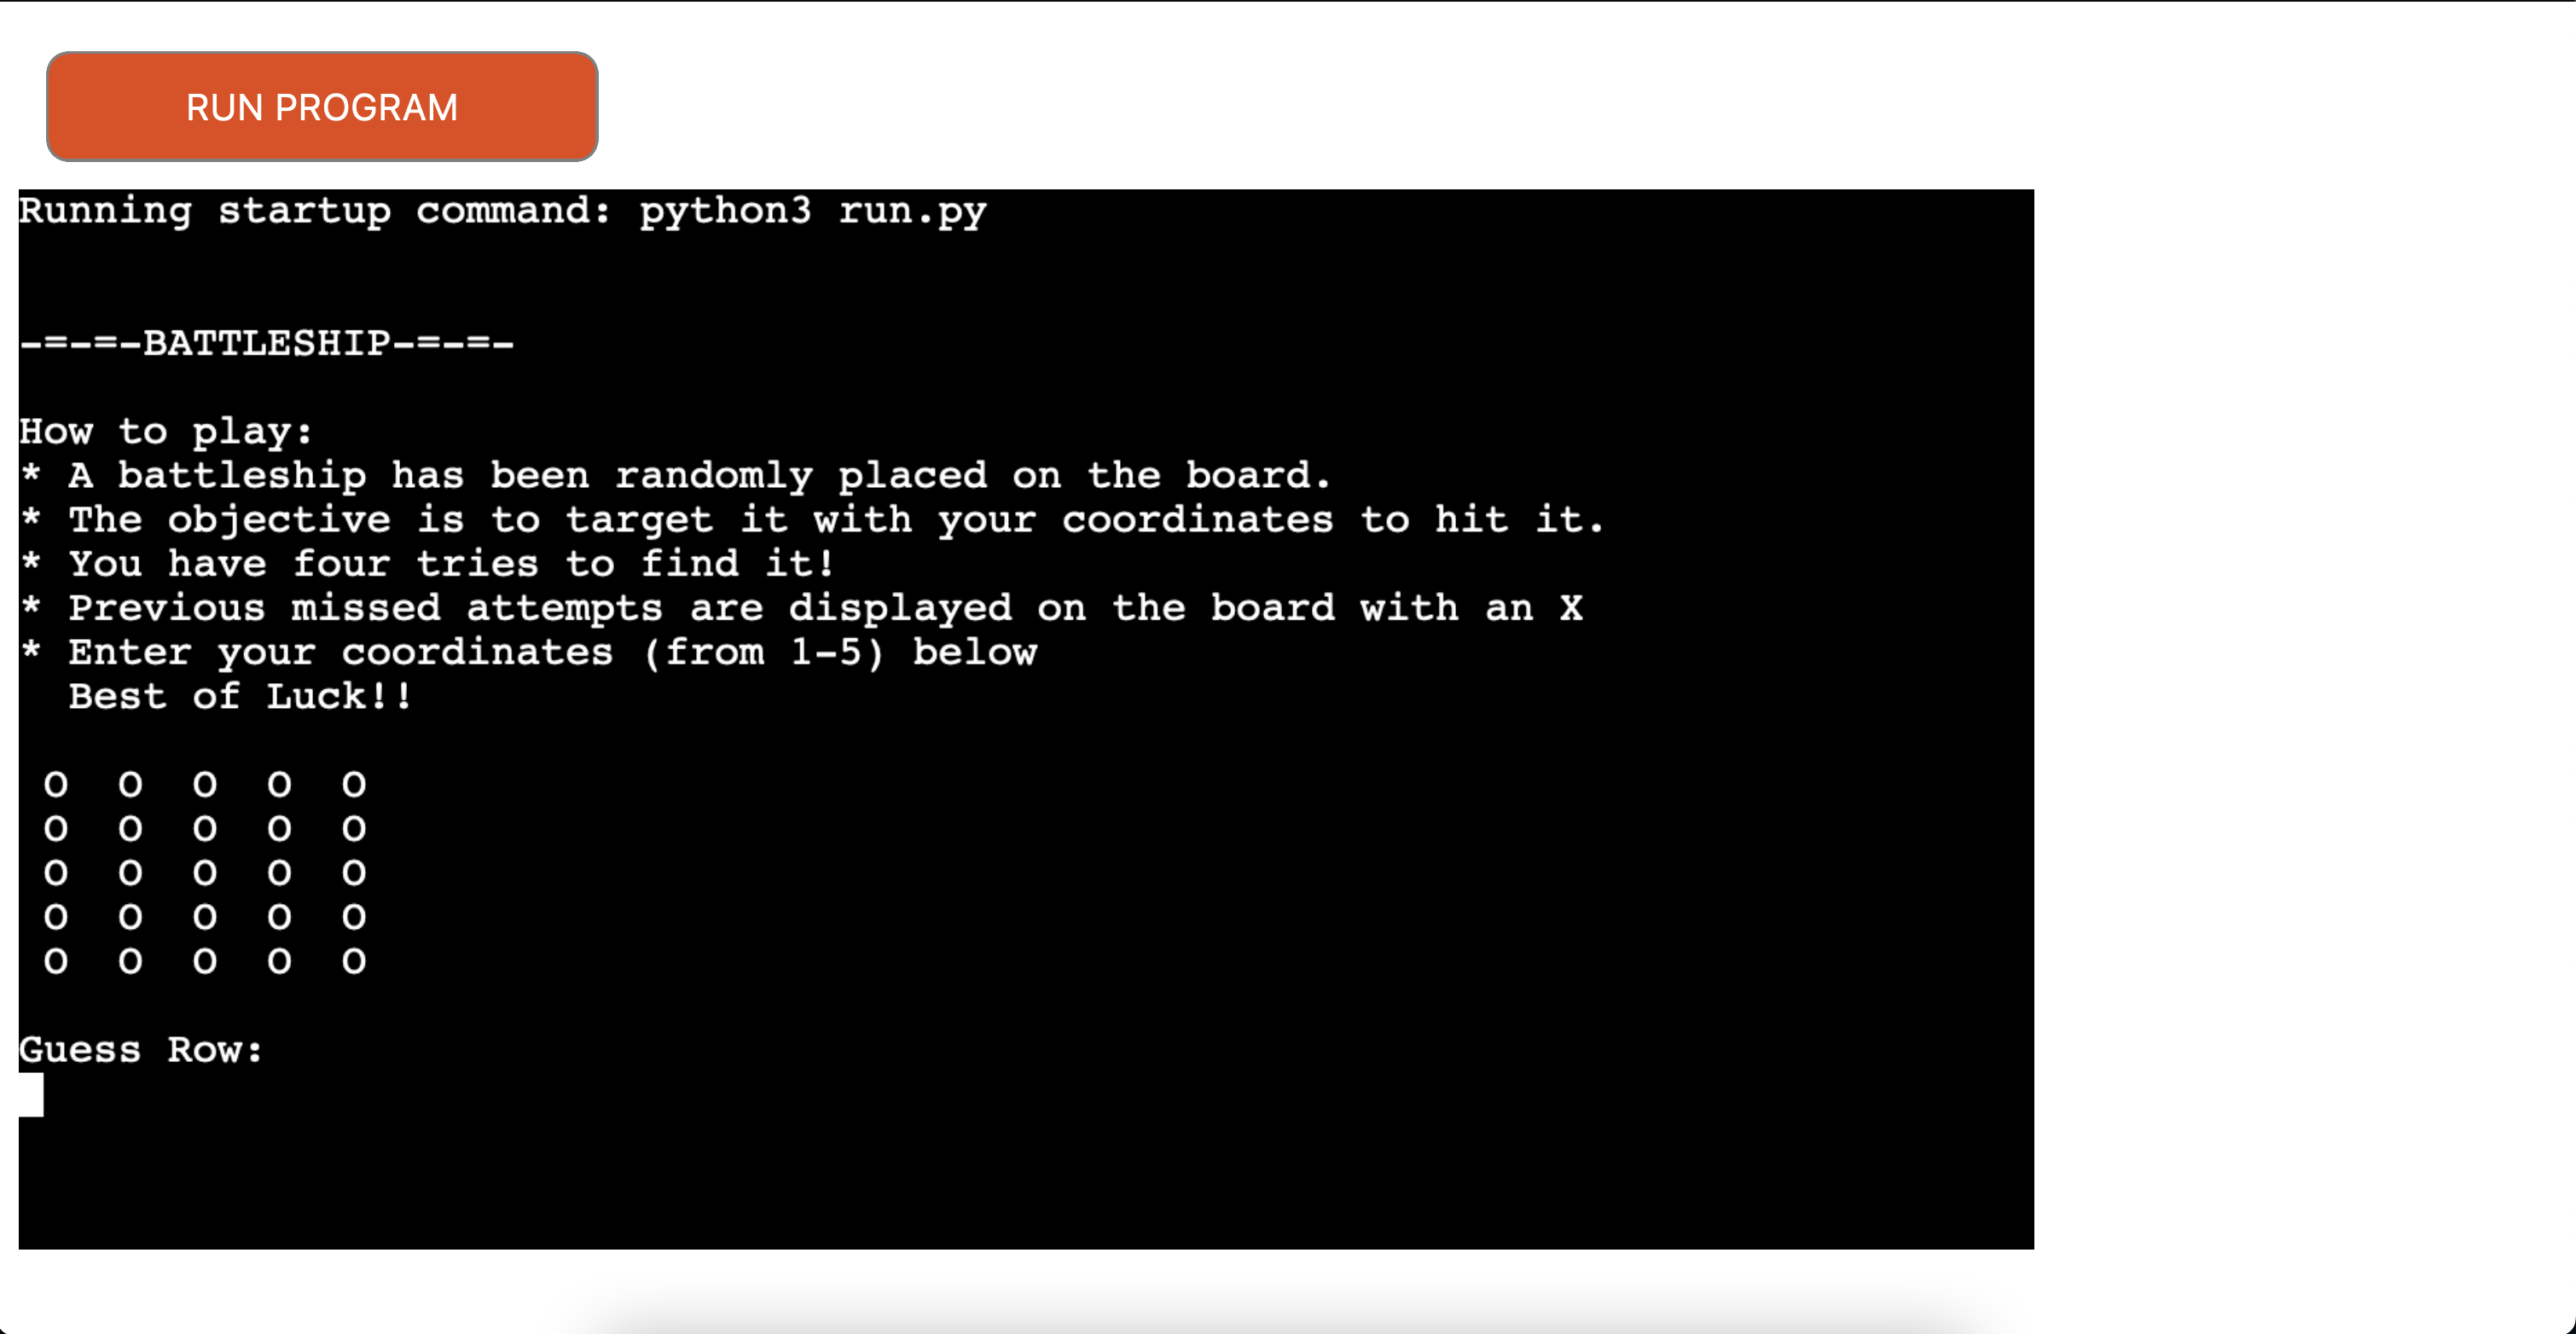 RUN PROGRAM
Running startup command: python3 run.py
-=-=-BATTLESHIP-=-=-
How to play:
* A battleship has been randomly placed on the board.
* The objective is to target it with your coordinates to hit it.
* You have four tries to find it!
* Previous missed attempts are displayed on the board with an X
* Enter your coordinates (from 1-5) below
Best of Luck!!
O O O O O
O O O O O
O O O O O
O O O O O
O O O O O
Guess Row: